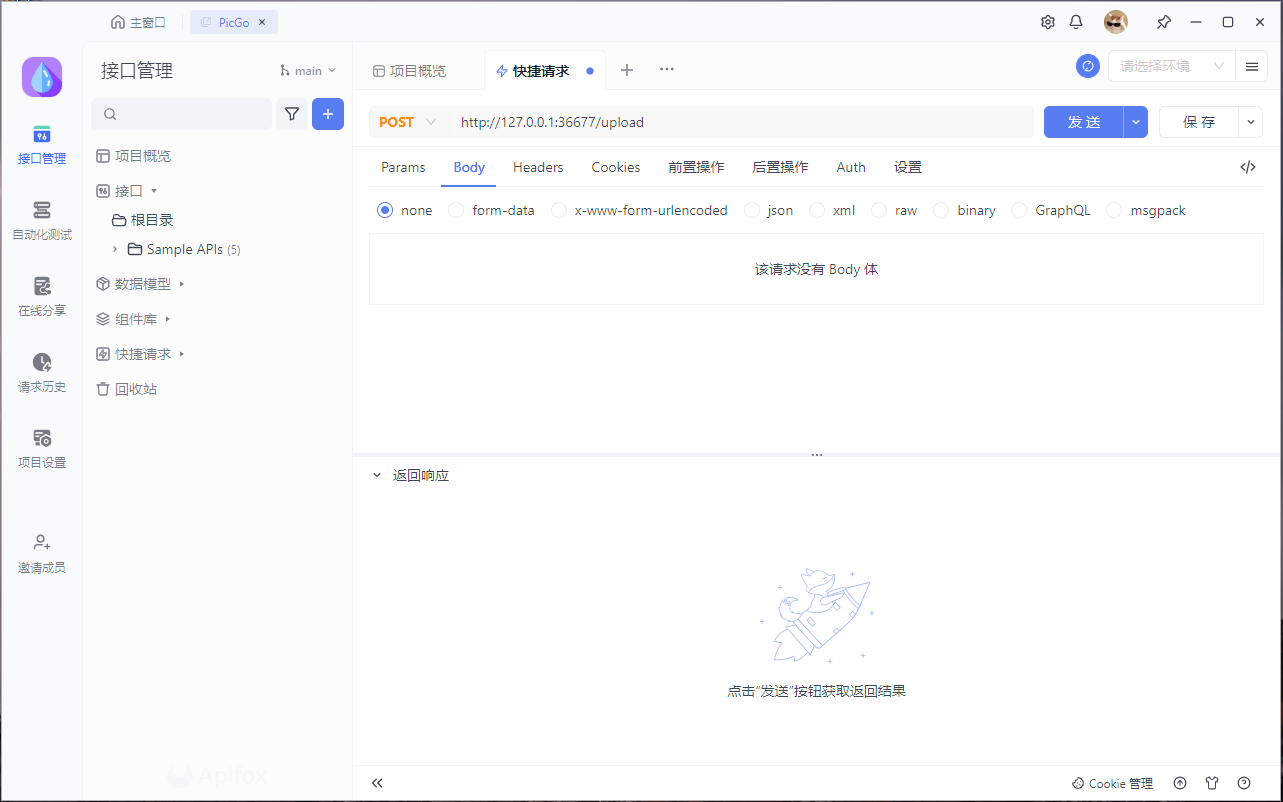 主窗口
PicGo
接口管理
main
项目概览
快捷请求
请选择环境
POST
http://127.0.0.1:36677/upload
发 送
保 存
接口管理
自动化测试
在线分享
请求历史
项目设置
邀请成员
项目概览
接口
根目录
Sample APIs (5)
数据模型
组件库
快捷请求
回收站
Params
Body
Headers
Cookies
前置操作
后置操作
Auth
设置
none
form-data
x-www-form-urlencoded
json
xml
raw
binary
GraphQL
msgpack
该请求没有 Body 体
返回响应
点击“发送”按钮获取返回结果
Apifox
Cookie 管理